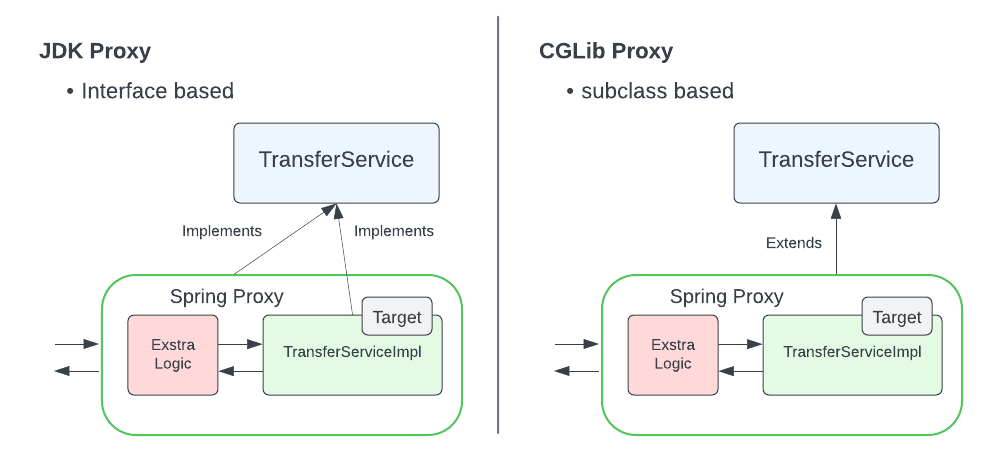 JDK Proxy
• Interface based
TransferService
Implements
Implements
Spring Proxy
Target
Exstra
Logic
TransferServiceImpl
CGLib Proxy
• subclass based
TransferService
Extends
Spring Proxy
Target
Exstra
Logic
TransferServiceImpl